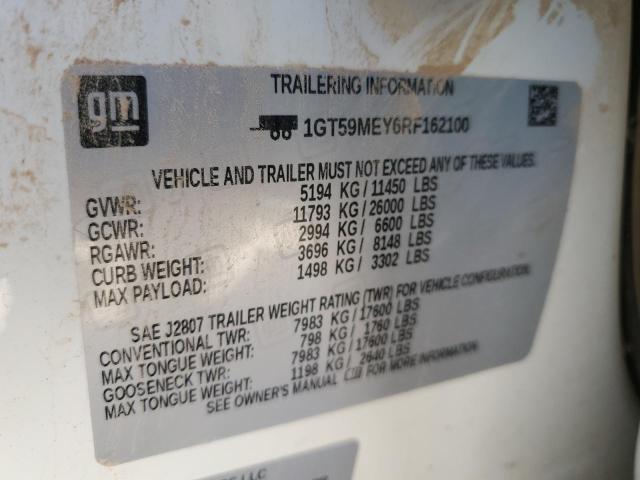 gm
TRAILERING INFORMATION
1GT59MEY6RF162100
VEHICLE AND TRAILER MUST NOT EXCEED ANY OF THESE VALUES.
GVWR: 5194 KG / 11450 LBS
GCWR: 11793 KG / 26000 LBS
RGAWR: 2994 KG / 6600 LBS
CURB WEIGHT: 3696 KG / 8148 LBS
MAX PAYLOAD: 1498 KG / 3302 LBS
SAE J2807 TRAILER WEIGHT RATING (TWR) FOR VEHICLE CONFIGURATION.
CONVENTIONAL TWR: 7983 KG / 17600 LBS
MAX TONGUE WEIGHT: 798 KG / 1760 LBS
GOOSENECK TWR: 7983 KG / 17600 LBS
MAX TONGUE WEIGHT: 1198 KG / 2640 LBS
SEE OWNER'S MANUAL FOR MORE INFORMATION.
LLC